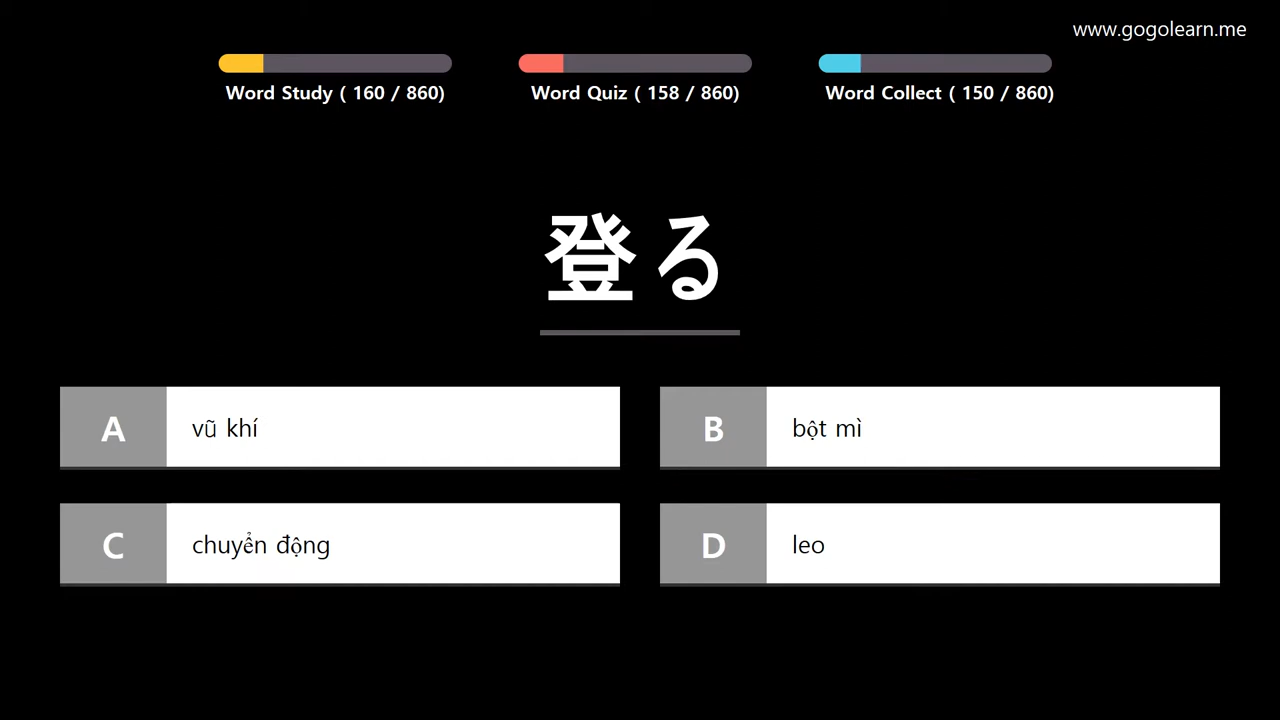 www.gogolearn.me
Word Study ( 160 / 860)
Word Quiz ( 158 / 860)
Word Collect ( 150 / 860)
登る
A
vũ khí
B
bột mì
C
chuyển động
D
leo